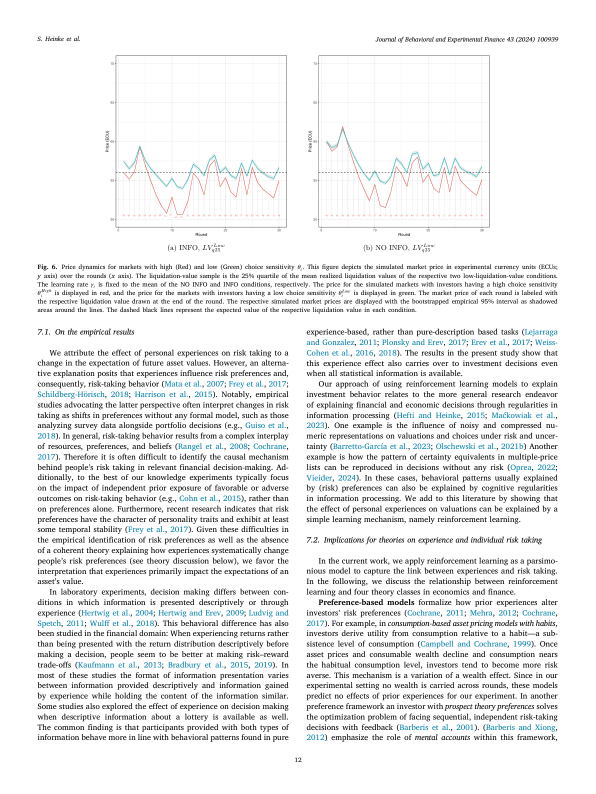 S. Heinke et al.
Journal of Behavioral and Experimental Finance 43 (2024) 100939
Price (ECU)
Round
Price (ECU)
Round
(a) INFO,
(b) NO INFO,
Fig. 6. Price dynamics for markets with high (Red) and low (Green) choice sensitivity θi. This figure depicts the simulated market price in experimental currency units (ECUs;
y axis) over the rounds (x axis). The liquidation-value sample is the 25% quartile of the mean realized liquidation values of the respective two low-liquidation-value conditions.
The learning rate γi is fixed to the mean of the NO INFO and INFO conditions, respectively. The price for the simulated markets with investors having a high choice sensitivity
θ High is displayed in red, and the price for the markets with investors having a low choice sensitivity θ Low is displayed in green. The market price of each round is labeled with
the respective liquidation value drawn at the end of the round. The respective simulated market prices are displayed with the bootstrapped empirical 95% interval as shadowed
areas around the lines. The dashed black lines represent the expected value of the respective liquidation value in each condition.
7.1. On the empirical results
We attribute the effect of personal experiences on risk taking to a
change in the expectation of future asset values. However, an alterna-
tive explanation posits that experiences influence risk preferences and,
consequently, risk-taking behavior (Mata et al., 2007; Frey et al., 2017;
Schildberg-Hörisch, 2018; Harrison et al., 2015). Notably, empirical
studies advocating the latter perspective often interpret changes in risk
taking as shifts in preferences without any formal model, such as those
analyzing survey data alongside portfolio decisions (e.g., Guiso et al.,
2018). In general, risk-taking behavior results from a complex interplay
of resources, preferences, and beliefs (Rangel et al., 2008; Cochrane,
2017). Therefore it is often difficult to identify the causal mechanism
behind people's risk taking in relevant financial decision-making. Ad-
ditionally, to the best of our knowledge experiments typically focus
on the impact of independent prior exposure of favorable or adverse
outcomes on risk-taking behavior (e.g., Cohn et al., 2015), rather than
on preferences alone. Furthermore, recent research indicates that risk
preferences have the character of personality traits and exhibit at least
some temporal stability (Frey et al., 2017). Given these difficulties in
the empirical identification of risk preferences as well as the absence
of a coherent theory explaining how experiences systematically change
people's risk preferences (see theory discussion below), we favor the
interpretation that experiences primarily impact the expectations of an
asset's value.
In laboratory experiments, decision making differs between con-
ditions in which information is presented descriptively or through
experience (Hertwig et al., 2004; Hertwig and Erev, 2009; Ludvig and
Spetch, 2011; Wulff et al., 2018). This behavioral difference has also
been studied in the financial domain: When experiencing returns rather
than being presented with the return distribution descriptively before
making a decision, people seem to be better at making risk–reward
trade-offs (Kaufmann et al., 2013; Bradbury et al., 2015, 2019). In
most of these studies the format of information presentation varies
between information provided descriptively and information gained
by experience while holding the content of the information similar.
Some studies also explored the effect of experience on decision making
when descriptive information about a lottery is available as well.
The common finding is that participants provided with both types of
information behave more in line with behavioral patterns found in pure
experience-based, rather than pure-description based tasks (Lejarraga
and Gonzalez, 2011; Plonsky and Erev, 2017; Erev et al., 2017; Weiss-
Cohen et al., 2016, 2018). The results in the present study show that
this experience effect also carries over to investment decisions even
when all statistical information is available.
Our approach of using reinforcement learning models to explain
investment behavior relates to the more general research endeavor
of explaining financial and economic decisions through regularities in
information processing (Hefti and Heinke, 2015; Maćkowiak et al.,
2023). One example is the influence of noisy and compressed nu-
meric representations on valuations and choices under risk and uncer-
tainty (Barretto-García et al., 2023; Olschewski et al., 2021b) Another
example is how the pattern of certainty equivalents in multiple-price
lists can be reproduced in decisions without any risk (Oprea, 2022;
Vieider, 2024). In these cases, behavioral patterns usually explained
by (risk) preferences can also be explained by cognitive regularities
in information processing. We add to this literature by showing that
the effect of personal experiences on valuations can be explained by a
simple learning mechanism, namely reinforcement learning.
7.2. Implications for theories on experience and individual risk taking
In the current work, we apply reinforcement learning as a parsimo-
nious model to capture the link between experiences and risk taking.
In the following, we discuss the relationship between reinforcement
learning and four theory classes in economics and finance.
Preference-based models formalize how prior experiences alter
investors' risk preferences (Cochrane, 2011; Mehra, 2012; Cochrane,
2017). For example, in consumption-based asset pricing models with habits,
investors derive utility from consumption relative to a habit—a sub-
sistence level of consumption (Campbell and Cochrane, 1999). Once
asset prices and consumable wealth decline and consumption nears
the habitual consumption level, investors tend to become more risk
averse. This mechanism is a variation of a wealth effect. Since in our
experimental setting no wealth is carried across rounds, these models
predict no effects of prior experiences for our experiment. In another
preference framework an investor with prospect theory preferences solves
the optimization problem of facing sequential, independent risk-taking
decisions with feedback (Barberis et al., 2001). (Barberis and Xiong,
2012) emphasize the role of mental accounts within this framework,
12